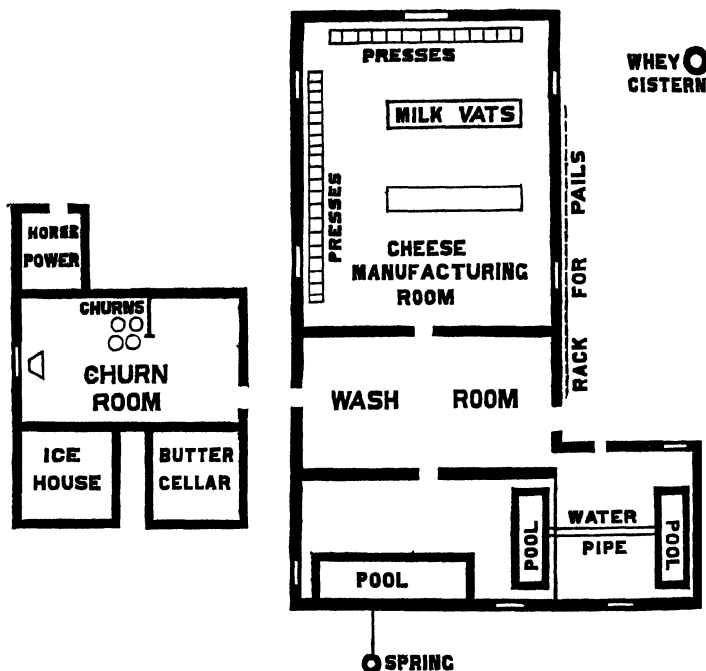 PRESSES
WHEY
CISTERN
MILK VATS
PRESSES
RACK FOR PAILS
HORSE
POWER
CHEESE
MANUFACTURING
ROOM
CHURNS
CHURN
ROOM
WASH ROOM
ICE
HOUSE
BUTTER
CELLAR
POOL
WATER
PIPE
POOL
POOL
SPRING